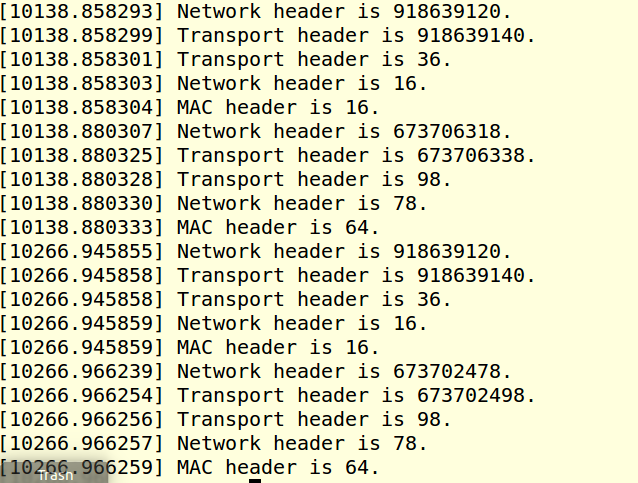 [10138.858293] Network header is 918639120.
[10138.858299] Transport header is 918639140.
[10138.858301] Transport header is 36.
[10138.858303] Network header is 16.
[10138.858304] MAC header is 16.
[10138.880307] Network header is 673706318.
[10138.880325] Transport header is 673706338.
[10138.880328] Transport header is 98.
[10138.880330] Network header is 78.
[10138.880333] MAC header is 64.
[10266.945855] Network header is 918639120.
[10266.945858] Transport header is 918639140.
[10266.945858] Transport header is 36.
[10266.945859] Network header is 16.
[10266.945859] MAC header is 16.
[10266.966239] Network header is 673702478.
[10266.966254] Transport header is 673702498.
[10266.966256] Transport header is 98.
[10266.966257] Network header is 78.
[10266.966259] MAC header is 64.
Trash